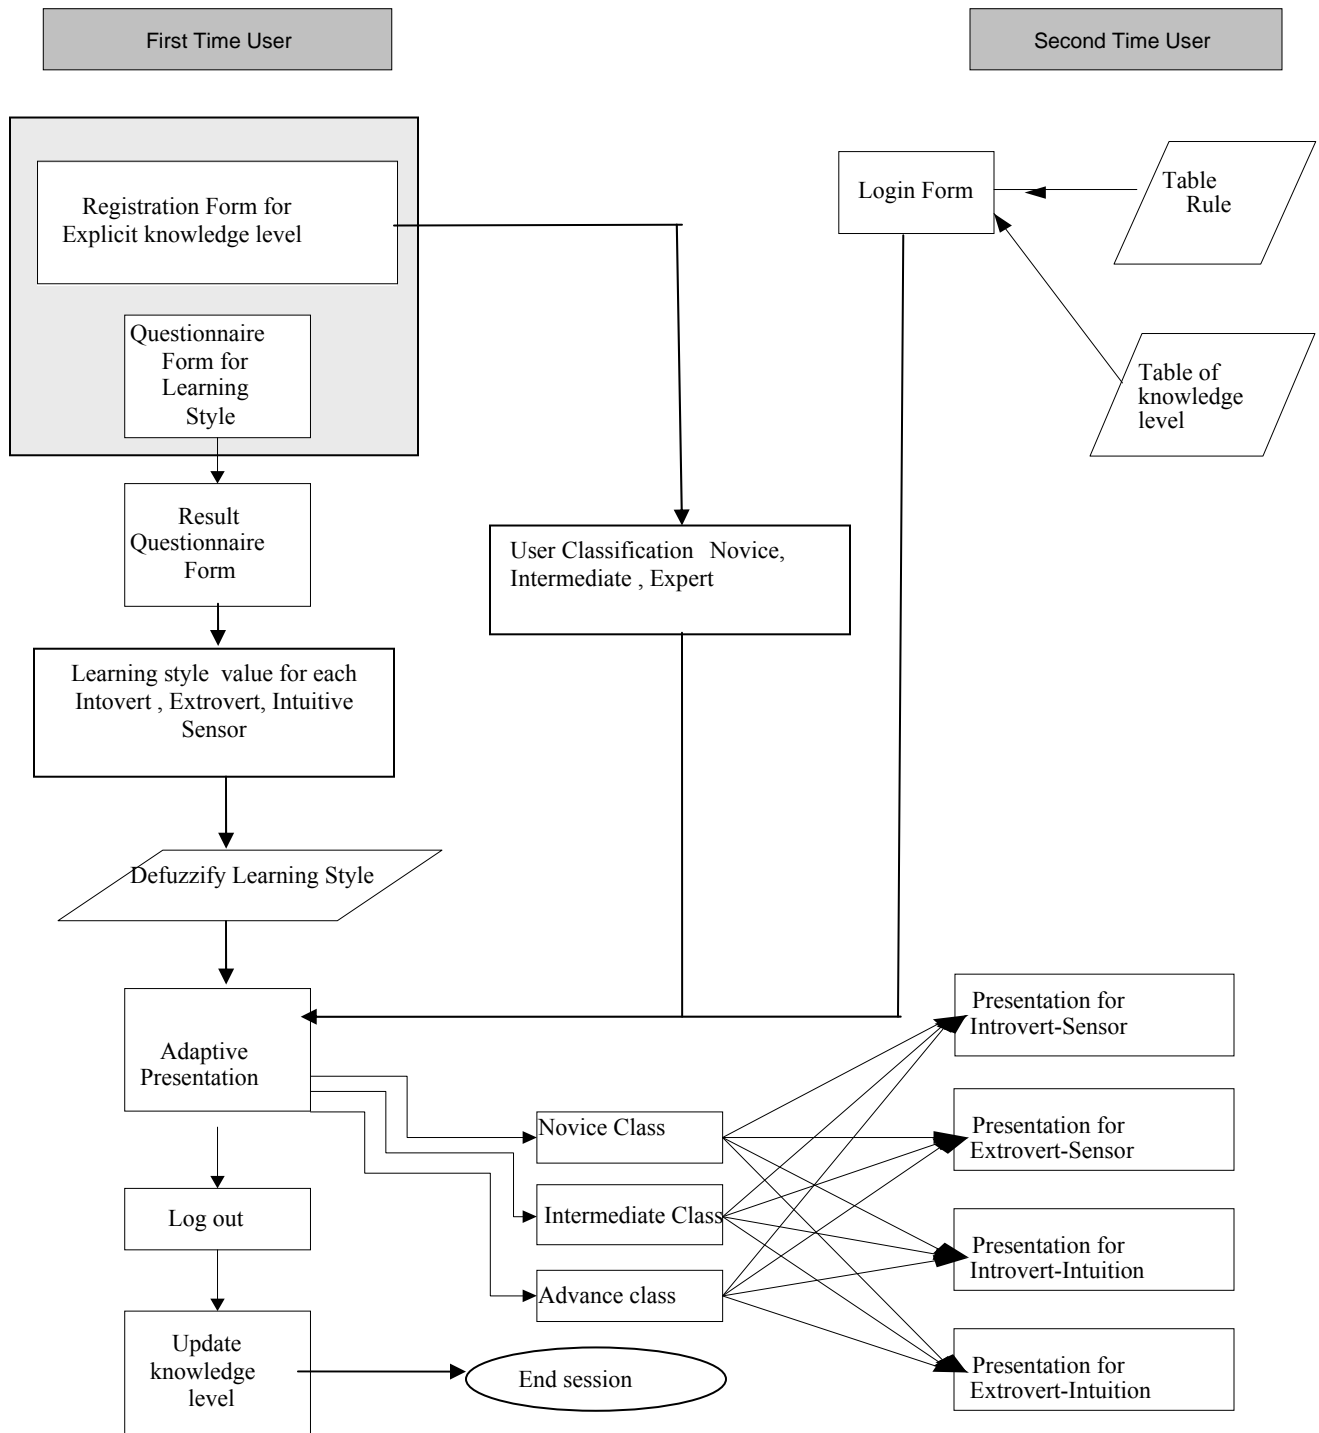 First Time User
Second Time User
Registration Form for
Explicit knowledge level
Login Form
Table
Rule
Questionnaire
Form for
Learning
Style
Table of
knowledge
level
Result
Questionnaire
Form
User Classification Novice,
Intermediate , Expert
Learning style value for each
Intovert , Extrovert, Intuitive
Sensor
Defuzzify Learning Style
Adaptive
Presentation
Presentation for
Introvert-Sensor
Novice Class
Presentation for
Extrovert-Sensor
Log out
Intermediate Class
Presentation for
Introvert-Intuition
Advance class
Update
knowledge
level
End session
Presentation for
Extrovert-Intuition